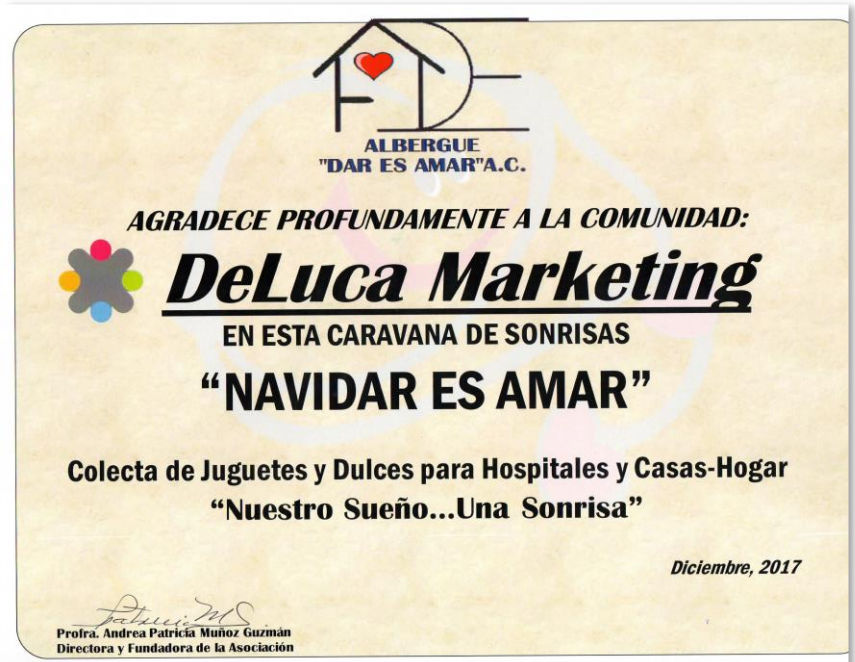 ALBERGUE
"DAR ES AMAR"A.C.
AGRADECE PROFUNDAMENTE A LA COMUNIDAD:
DeLuca Marketing
EN ESTA CARAVANA DE SONRISAS
“NAVIDAR ES AMAR”
Colecta de Juguetes y Dulces para Hospitales y Casas-Hogar
“Nuestro Sueño...Una Sonrisa”
Diciembre, 2017
Profra. Andrea Patricia Muñoz Guzmán
Directora y Fundadora de la Asociación